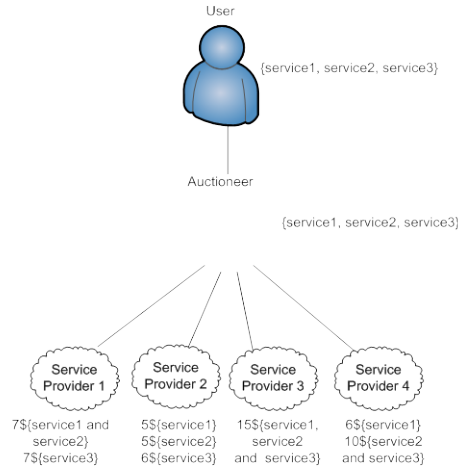 User
{service1, service2, service3}
Auctioneer
{service1, service2, service3}
Service
Provider 1
Service
Provider 2
Service
Provider 3
Service
Provider 4
7${service1 and
service2}
7${service3}
5${service1}
5${service2}
6${service3}
15${service1,
service2
and service3}
6${service1}
10${service2
and service3}